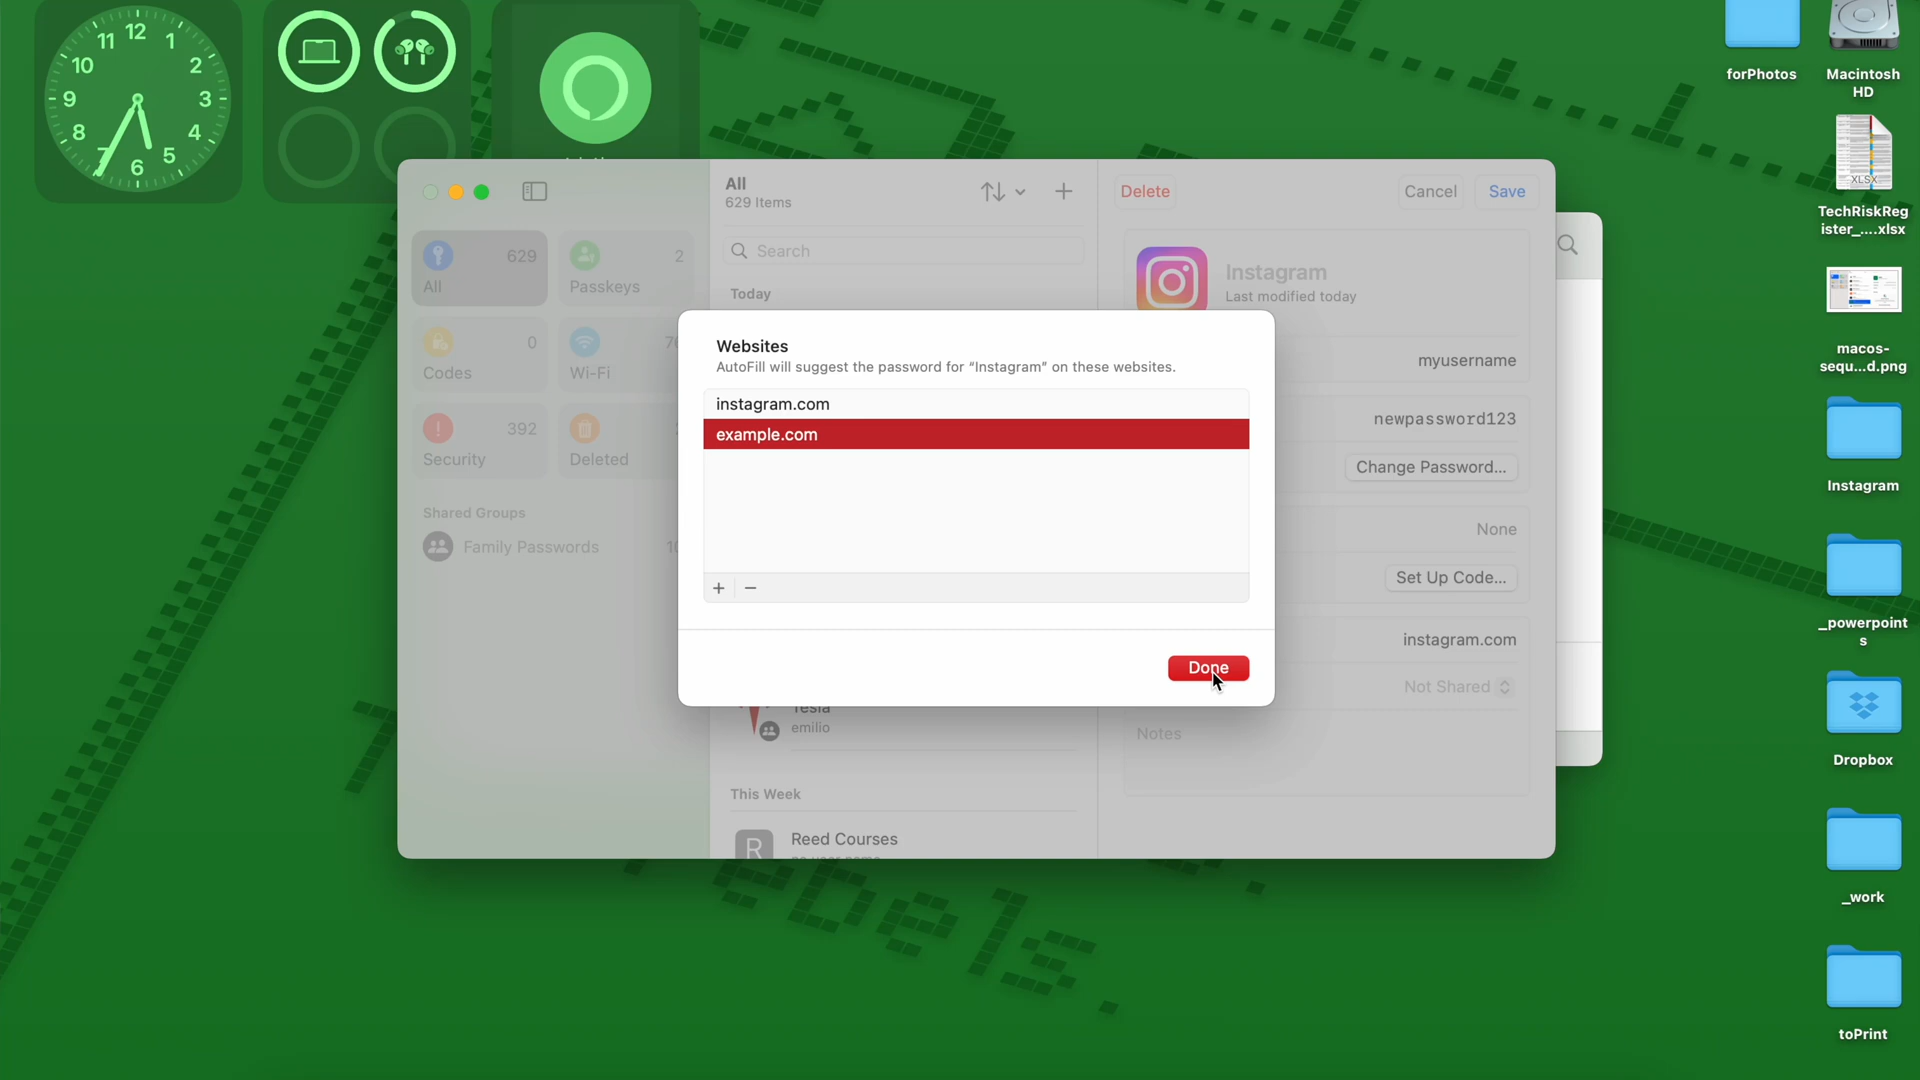 12
11
1
10
2
9
3
8
4
7
5
6
forPhotos
Macintosh
HD
XLSX
TechRiskReg
ister_....xlsx
macos-
sequ...d.png
Instagram
_powerpoint
s
Dropbox
_work
toPrint
629
All
2
Passkeys
0
Codes
Wi-Fi
392
Security
Deleted
Shared Groups
Family Passwords
All
629 Items
Search
Today
emilio
This Week
R
Reed Courses
Delete
Cancel
Save
Instagram
Last modified today
myusername
newpassword123
Change Password...
None
Set Up Code...
instagram.com
Not Shared
Notes
Websites
AutoFill will suggest the password for “Instagram” on these websites.
instagram.com
example.com
+
−
Done